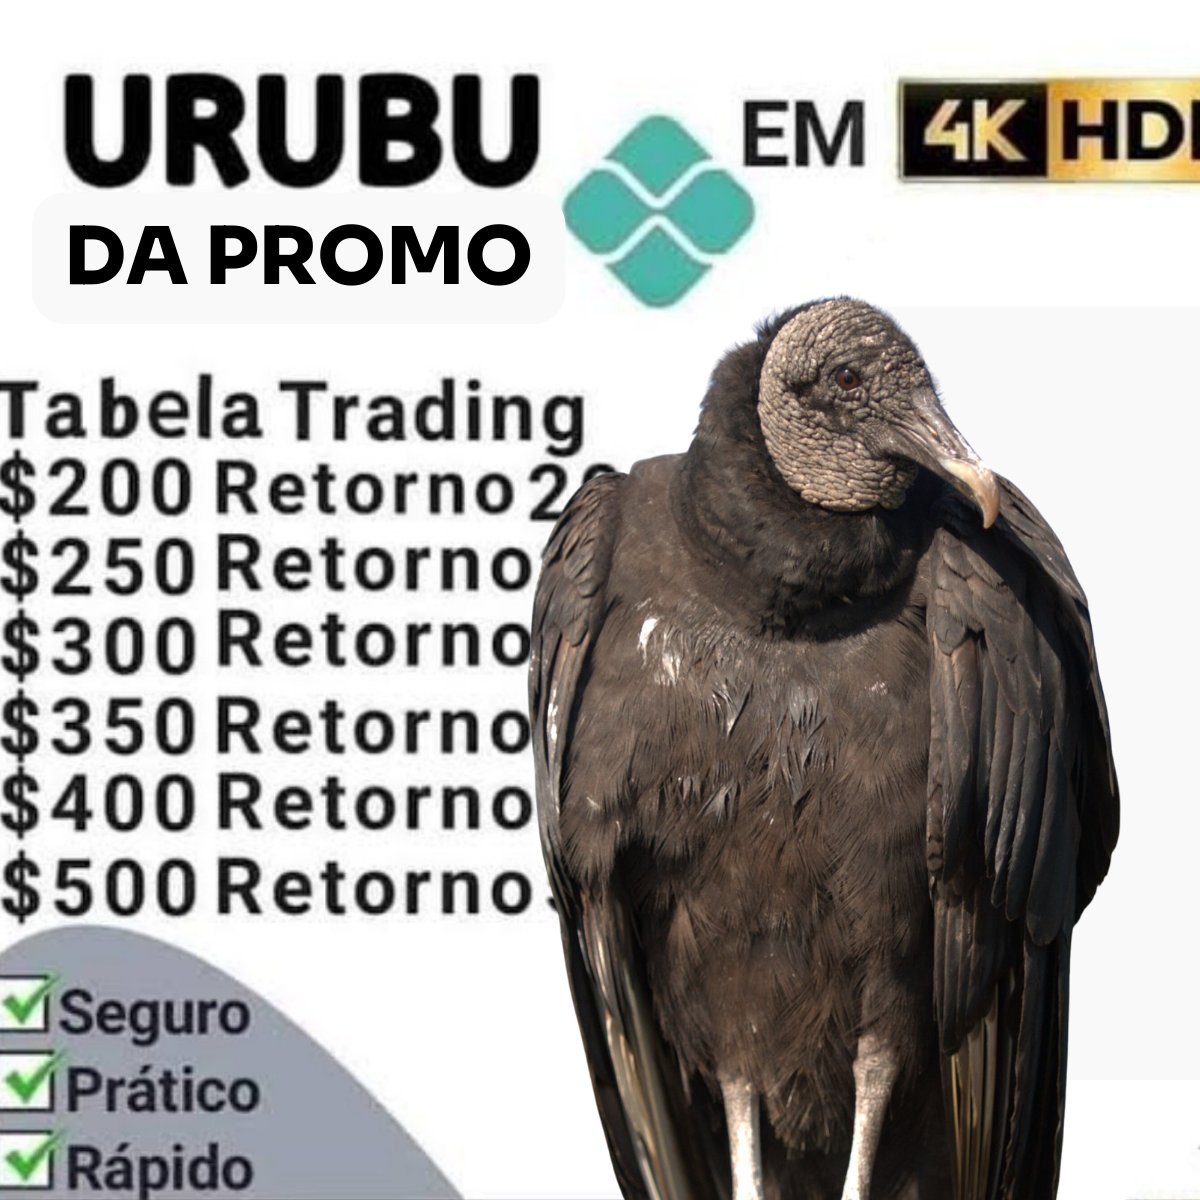 URUBU
EM 4K HD
DA PROMO
Tabela Trading
$200 Retorno 2
$250 Retorno
$300 Retorno
$350 Retorno
$400 Retorno
$500 Retorno
Seguro
Prático
Rápido